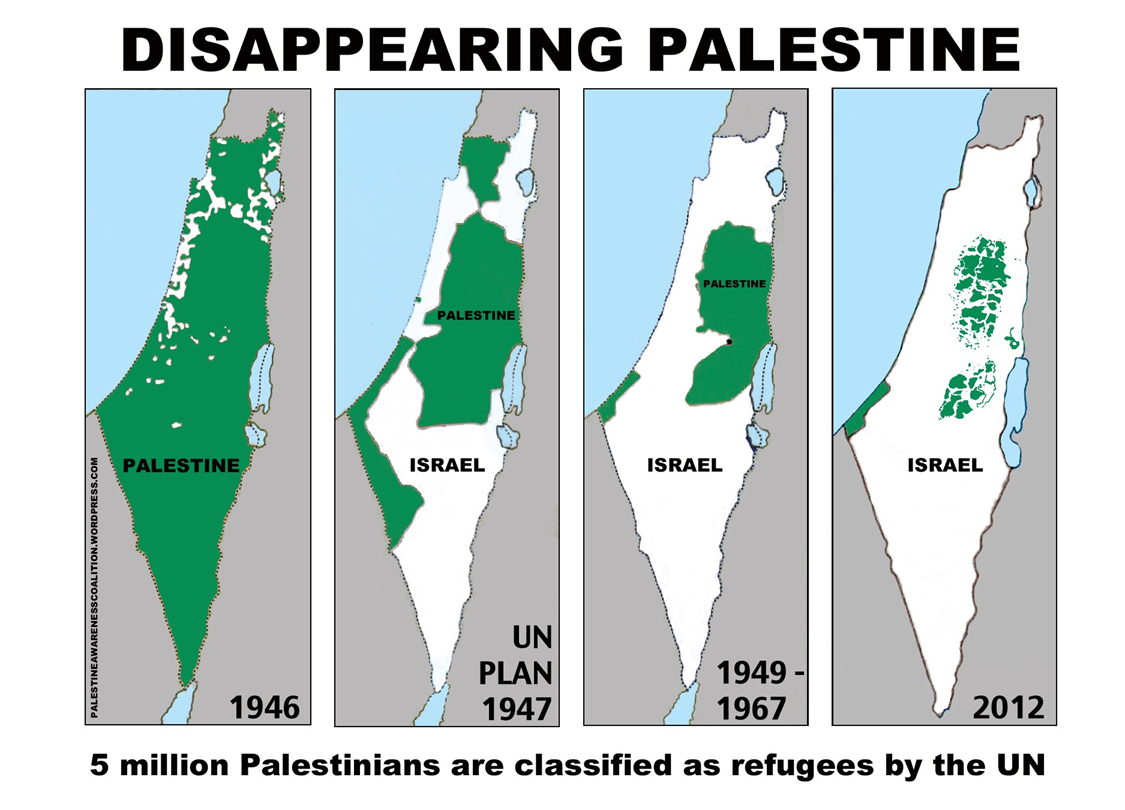 DISAPPEARING PALESTINE
PALESTINE
PALESTINEAWARENESSCOALITION.WORDPRESS.COM
1946
PALESTINE
ISRAEL
UN
PLAN
1947
PALESTINE
ISRAEL
1949 -
1967
ISRAEL
2012
5 million Palestinians are classified as refugees by the UN